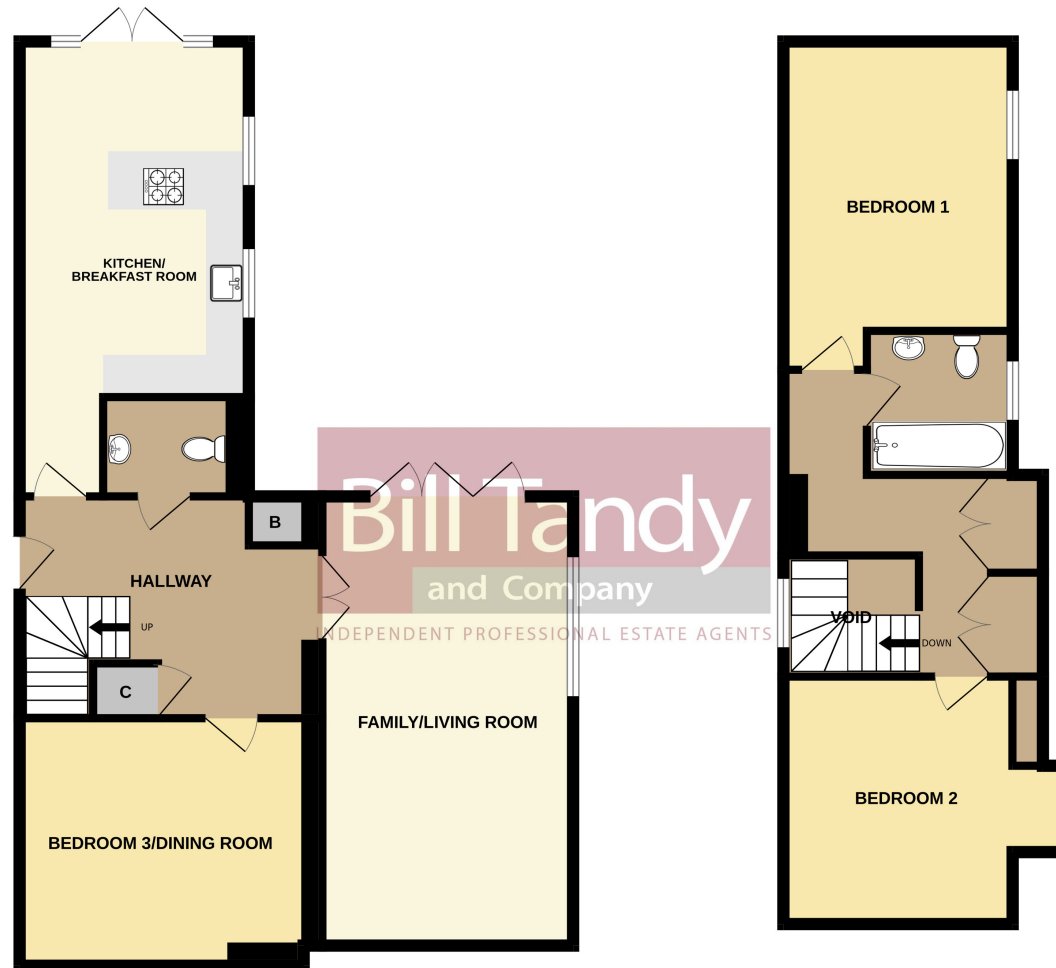 KITCHEN/
BREAKFAST ROOM
B
HALLWAY
UP
C
BEDROOM 3/DINING ROOM
FAMILY/LIVING ROOM
Bill Tandy
and Company
INDEPENDENT PROFESSIONAL ESTATE AGENTS
BEDROOM 1
VOID
DOWN
BEDROOM 2